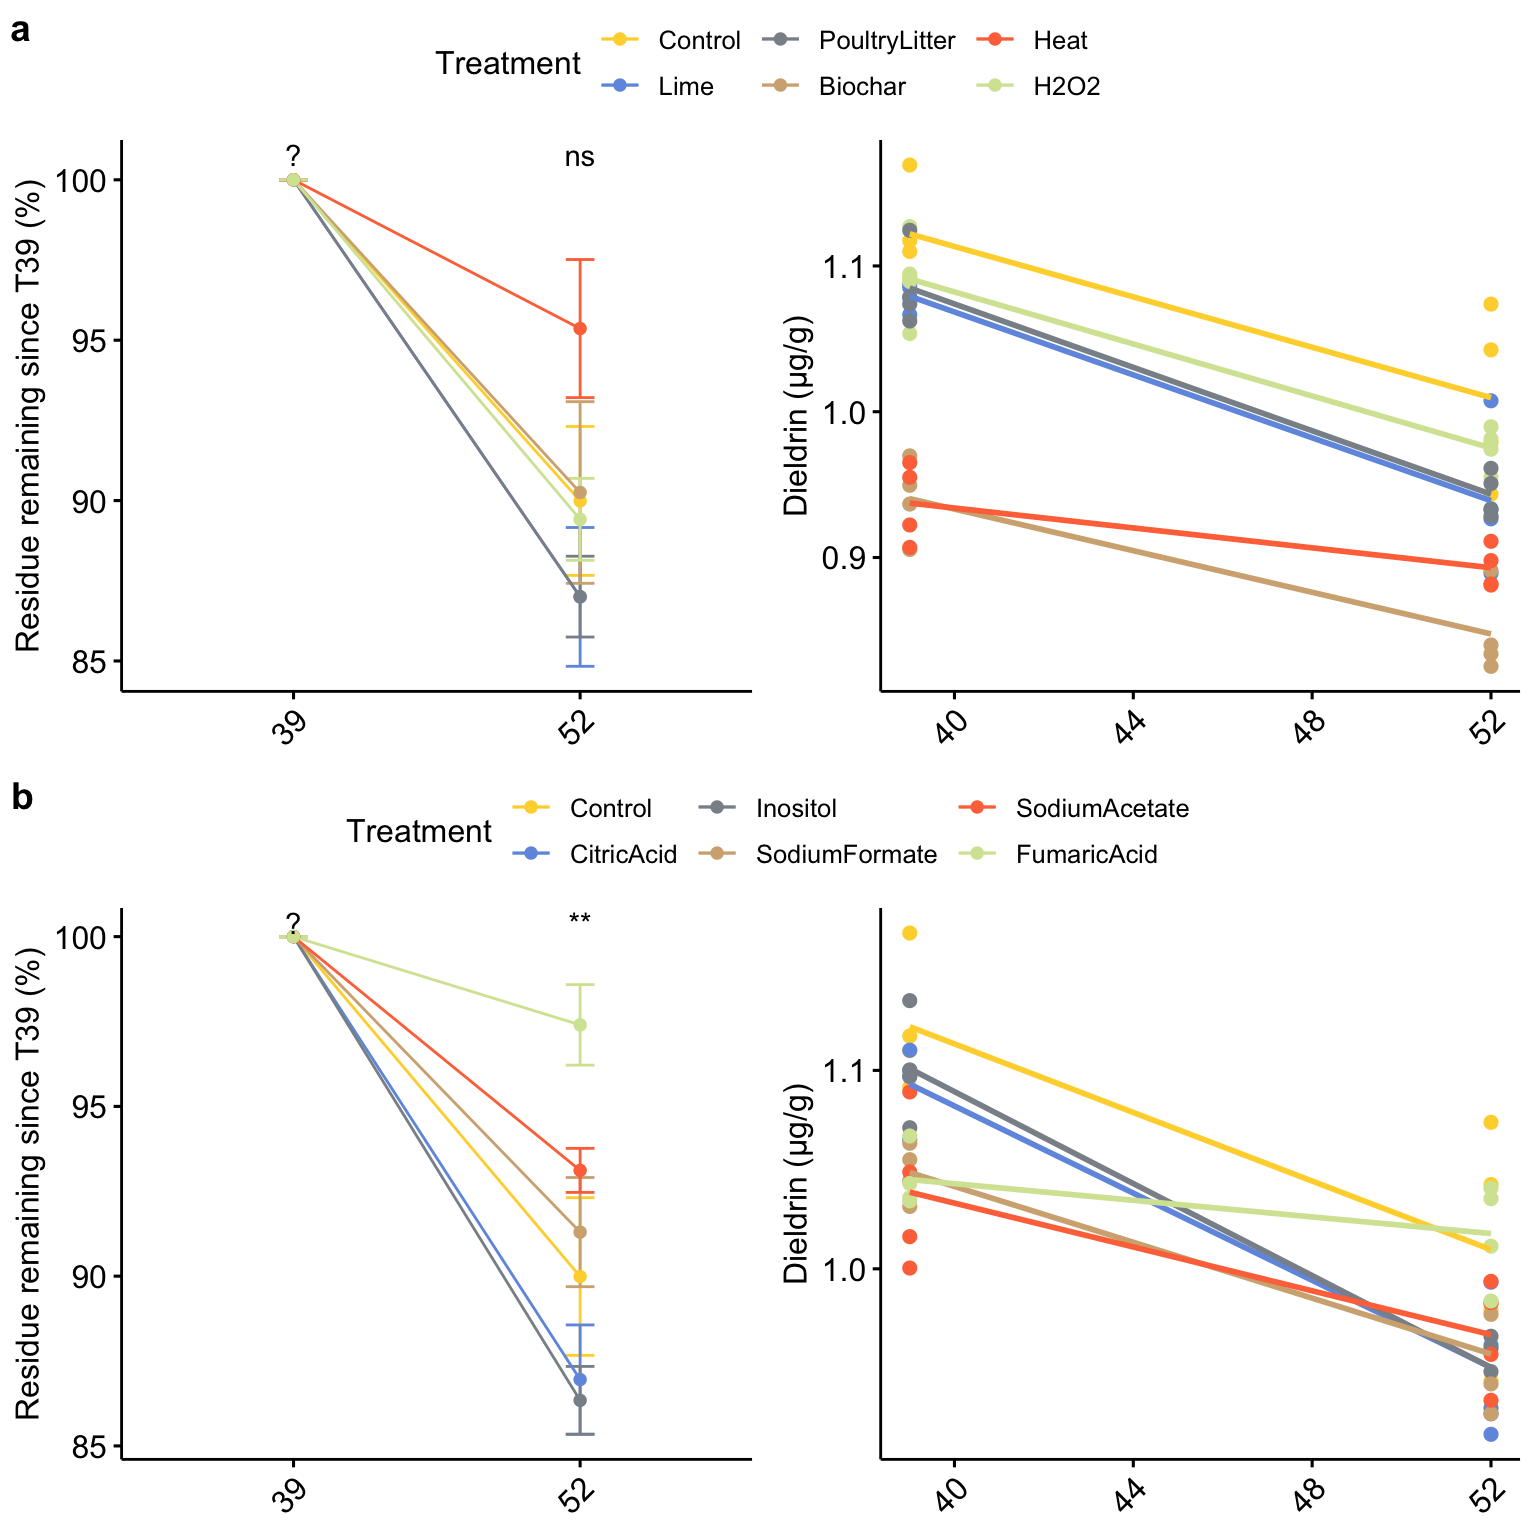 a
Treatment
Control PoultryLitter Heat
Lime Biochar H2O2
Residue remaining since T39 (%)
100
95
90
85
? ns
39 52
Dieldrin (µg/g)
1.1
1.0
0.9
40 44 48 52
b
Treatment
Control Inositol SodiumAcetate
CitricAcid SodiumFormate FumaricAcid
Residue remaining since T39 (%)
100
95
90
85
? **
39 52
Dieldrin (µg/g)
1.1
1.0
40 44 48 52